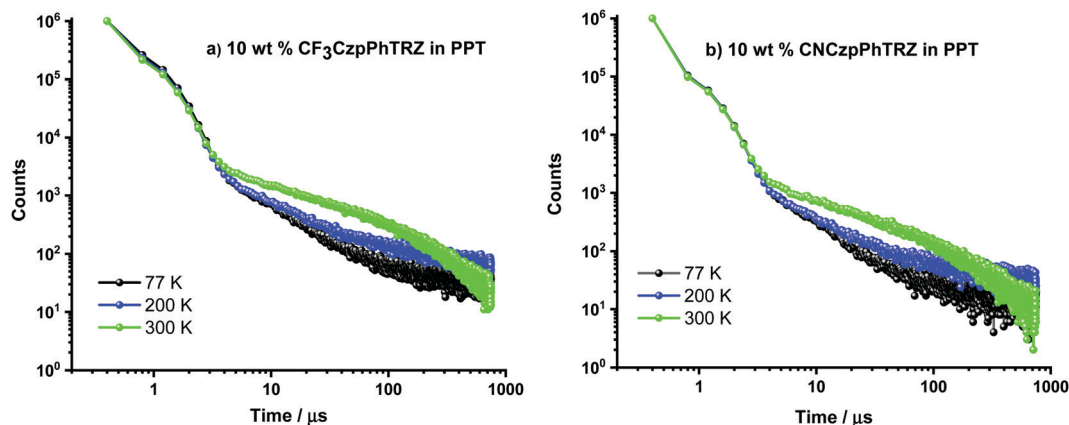 a) 10 wt % CF₃CzpPhTRZ in PPT
Counts
10⁶
10⁵
10⁴
10³
10²
10¹
10⁰
77 K
200 K
300 K
1
10
100
1000
Time / μs
b) 10 wt % CNCzpPhTRZ in PPT
Counts
10⁶
10⁵
10⁴
10³
10²
10¹
10⁰
77 K
200 K
300 K
1
10
100
1000
Time / μs